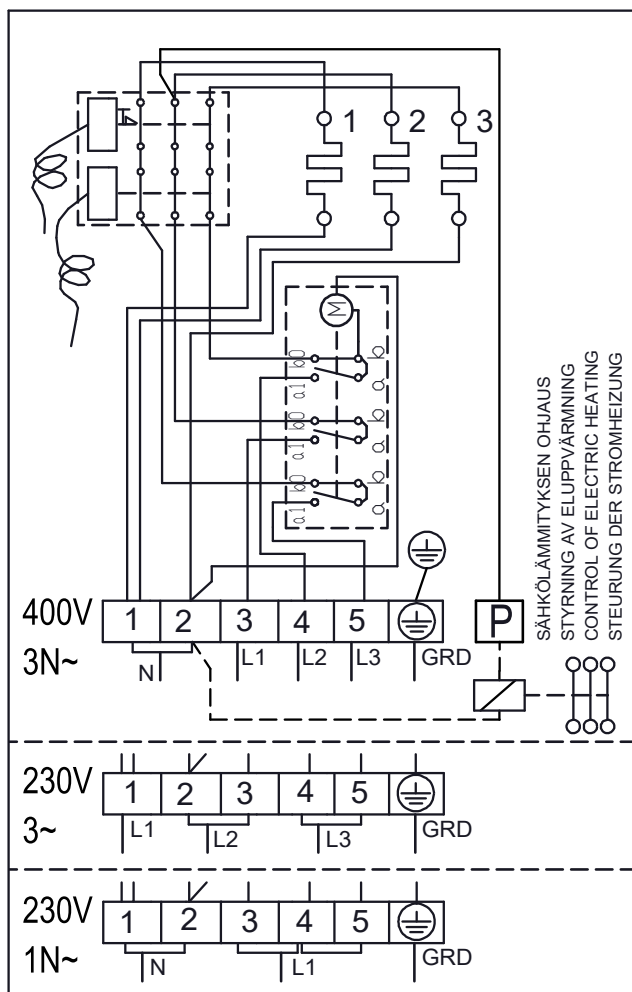 1 2 3
M
b0 b
a1 a
b0 b
a1 a
b0 b
a1 a
SÄHKÖLÄMMITYKSEN OHJAUS
STYRNING AV ELUPPVÄRMNING
CONTROL OF ELECTRIC HEATING
STEURUNG DER STROMHEIZUNG
400V 1 2 3 4 5 P
3N~ N L1 L2 L3 GRD
230V 1 2 3 4 5
3~ L1 L2 L3 GRD
230V 1 2 3 4 5
1N~ N L1 GRD